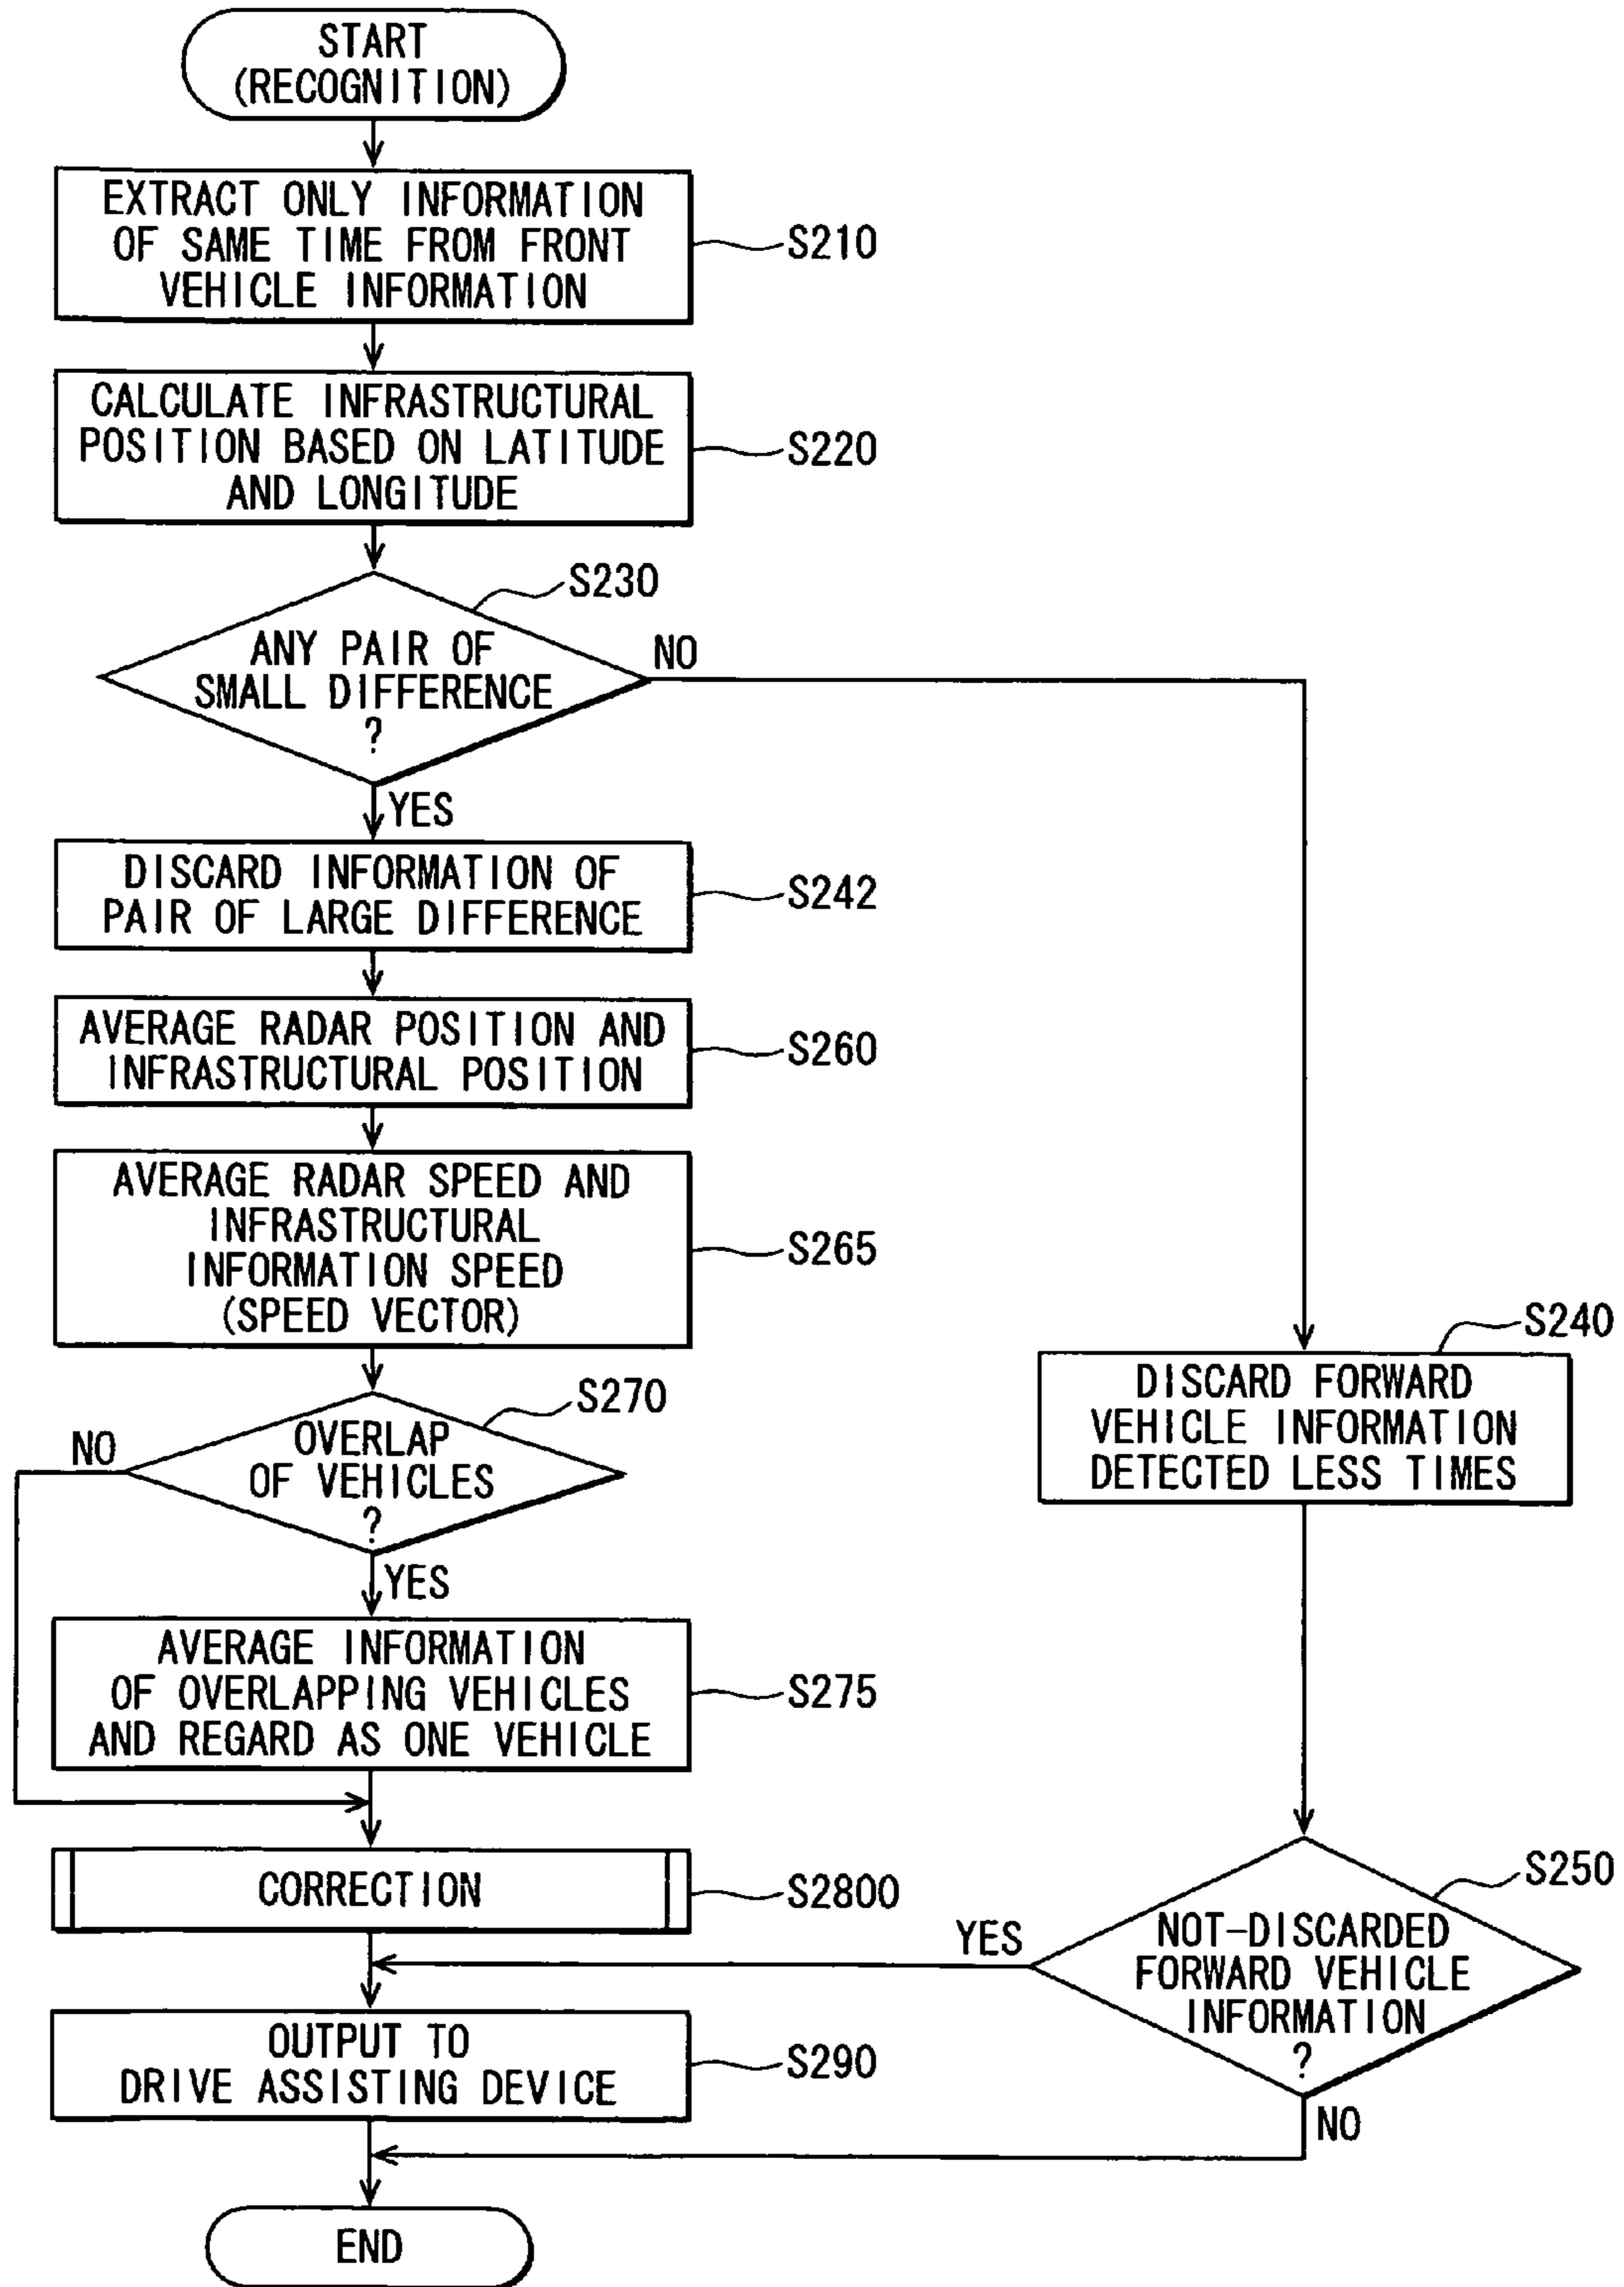 START
(RECOGNITION)
EXTRACT ONLY INFORMATION
OF SAME TIME FROM FRONT
VEHICLE INFORMATION
S210
CALCULATE INFRASTRUCTURAL
POSITION BASED ON LATITUDE
AND LONGITUDE
S220
S230
ANY PAIR OF
SMALL DIFFERENCE
?
NO
YES
DISCARD INFORMATION OF
PAIR OF LARGE DIFFERENCE
S242
AVERAGE RADAR POSITION AND
INFRASTRUCTURAL POSITION
S260
AVERAGE RADAR SPEED AND
INFRASTRUCTURAL
INFORMATION SPEED
(SPEED VECTOR)
S265
S240
DISCARD FORWARD
VEHICLE INFORMATION
DETECTED LESS TIMES
S270
OVERLAP
OF VEHICLES
?
NO
YES
AVERAGE INFORMATION
OF OVERLAPPING VEHICLES
AND REGARD AS ONE VEHICLE
S275
CORRECTION
S2800
S250
NOT-DISCARDED
FORWARD VEHICLE
INFORMATION
?
YES
NO
OUTPUT TO
DRIVE ASSISTING DEVICE
S290
END